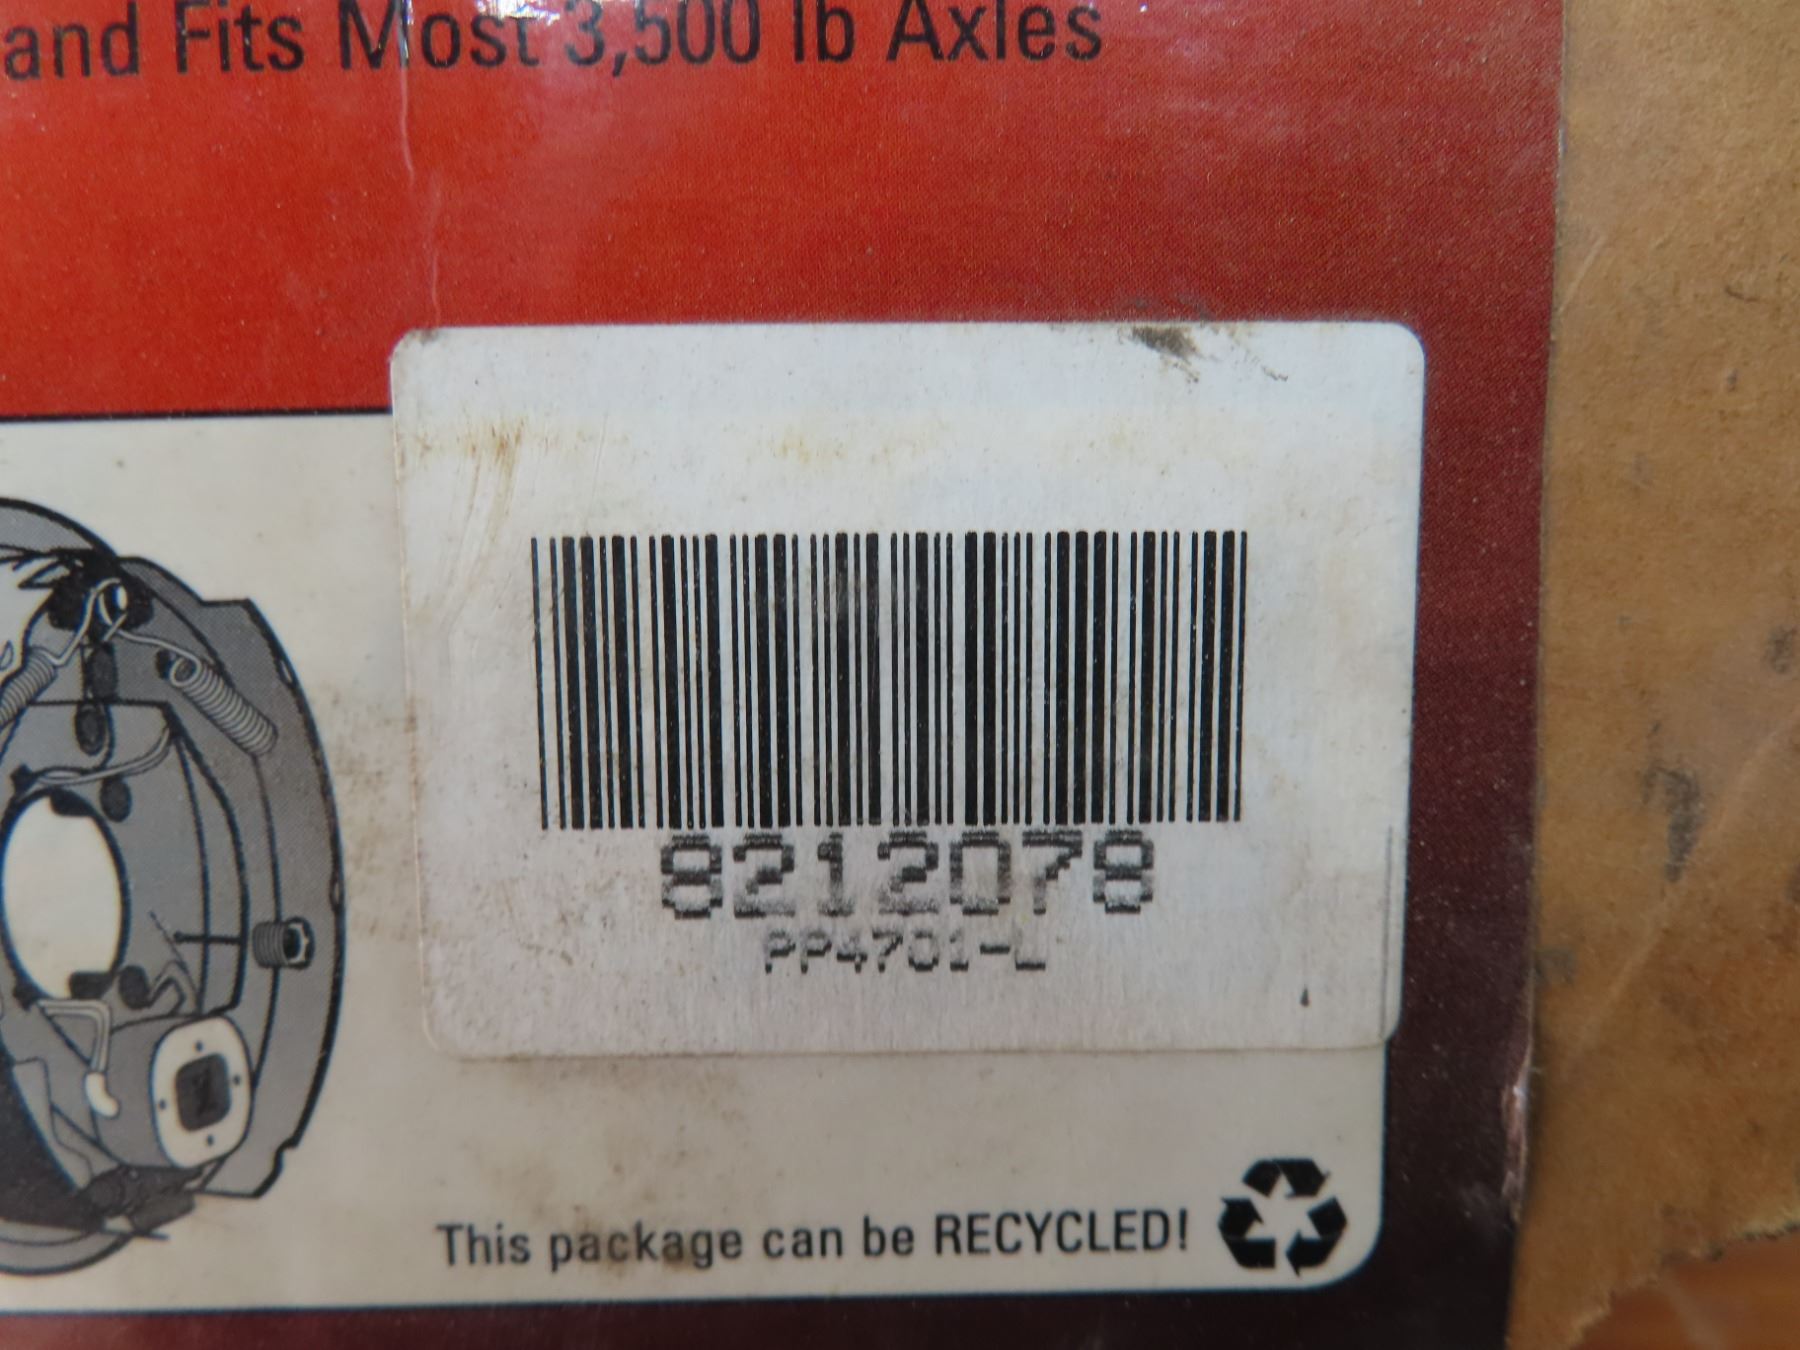 and Fits Most 3,500 lb Axles
8212078
PP4701-L
This package can be RECYCLED!